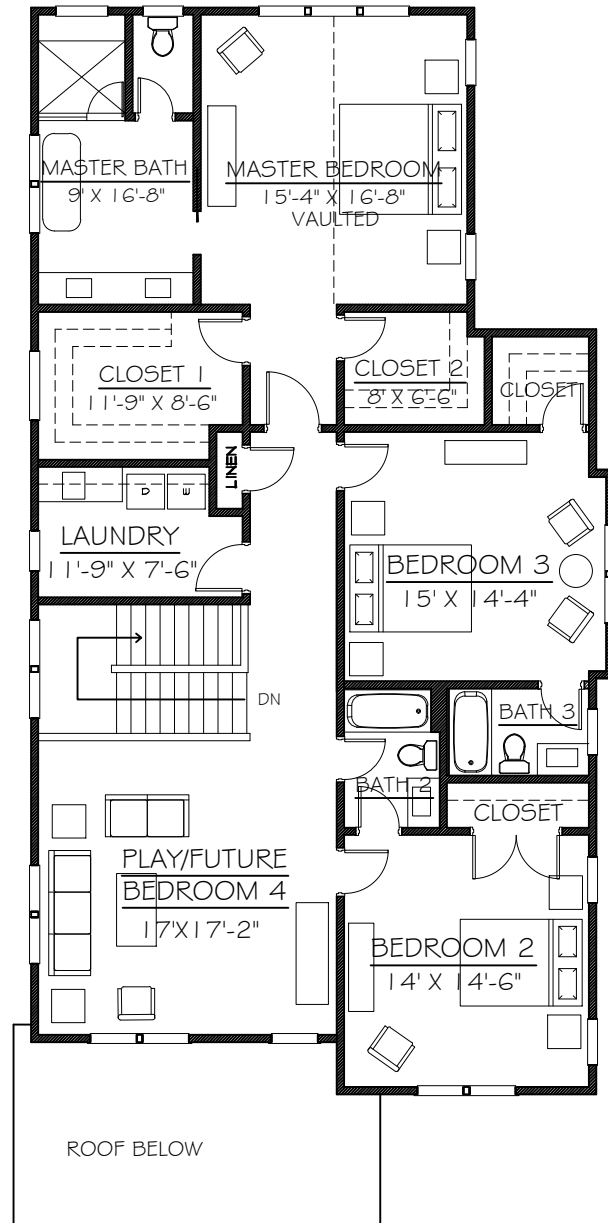 MASTER BATH
9' X 16'-8"
MASTER BEDROOM
15'-4" X 16'-8"
VAULTED
CLOSET 1
11'-9" X 8'-6"
CLOSET 2
8' X 6'-6"
CLOSET
LINEN
D
W
LAUNDRY
11'-9" X 7'-6"
BEDROOM 3
15' X 14'-4"
DN
BATH 3
BATH 2
CLOSET
PLAY/FUTURE
BEDROOM 4
17'X17'-2"
BEDROOM 2
14' X 14'-6"
ROOF BELOW